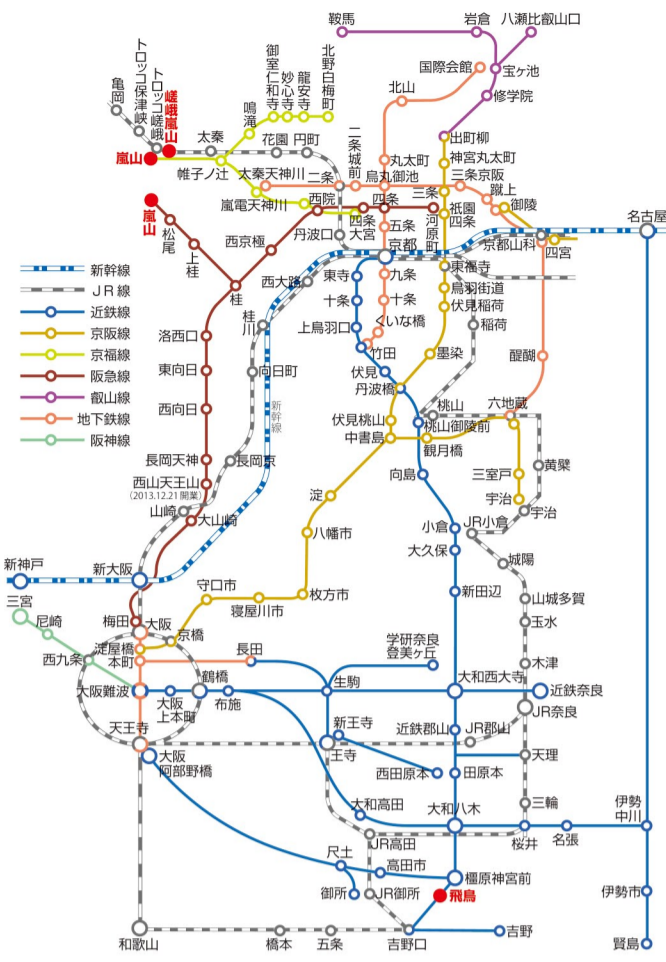 鞍馬
岩倉
八瀬比叡山口
国際会館
宝ヶ池
修学院
北山
出町柳
北野白梅町
龍安寺
妙心寺
御室仁和寺
鳴滝
トロッコ嵯峨
トロッコ保津峡
亀岡
嵯峨嵐山
嵐山
太秦
花園
円町
二条城前
丸太町
神宮丸太町
帷子ノ辻
太秦天神川
二条
烏丸御池
三条
三条京阪
蹴上
御陵
嵐山
嵐電天神川
西院
四条
四条
大宮
河原町
祇園
四条
五条
名古屋
松尾
上桂
西京極
丹波口
京都
京都山科
四宮
桂
西大路
東寺
九条
東福寺
十条
十条
鳥羽街道
伏見稲荷
上鳥羽口
くいな橋
稲荷
竹田
墨染
醍醐
伏見
丹波橋
新幹線
JR線
近鉄線
京阪線
京福線
阪急線
叡山線
地下鉄線
阪神線
洛西口
桂川
東向日
向日町
西向日
新幹線
長岡天神
長岡京
西山天王山
(2013.12.21開業)
山崎
大山崎
伏見桃山
中書島
桃山
桃山御陵前
観月橋
六地蔵
黄檗
三室戸
宇治
宇治
向島
淀
八幡市
小倉
JR小倉
大久保
城陽
新神戸
新大阪
守口市
寝屋川市
枚方市
新田辺
山城多賀
三宮
尼崎
梅田
大阪
淀屋橋
京橋
玉水
西九条
本町
長田
学研奈良
登美ヶ丘
木津
大阪難波
鶴橋
大阪
上本町
布施
生駒
大和西大寺
近鉄奈良
JR奈良
天王寺
新王寺
近鉄郡山
JR郡山
大阪
阿部野橋
王寺
西田原本
田原本
天理
大和高田
大和八木
三輪
伊勢
中川
JR高田
桜井
名張
尺土
高田市
橿原神宮前
御所
JR御所
飛鳥
伊勢市
和歌山
橋本
五条
吉野口
吉野
賢島